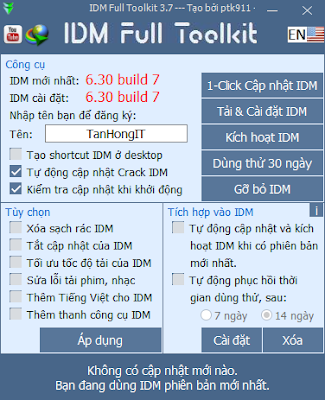 IDM Full Toolkit 3.7 --- Tạo bởi ptk911
You Tube
IDM Full Toolkit
EN
Công cụ
IDM mới nhất: 6.30 build 7
IDM cài đặt: 6.30 build 7
Nhập tên bạn để đăng ký:
Tên: TanHongIT
Tạo shortcut IDM ở desktop
Tự động cập nhật Crack IDM
Kiểm tra cập nhật khi khởi động
1-Click Cập nhật IDM
Tải & Cài đặt IDM
Kích hoạt IDM
Dùng thử 30 ngày
Gỡ bỏ IDM
Tùy chọn
Xóa sạch rác IDM
Tắt cập nhật của IDM
Tối ưu tốc độ tải của IDM
Sửa lỗi tải phim, nhạc
Thêm Tiếng Việt cho IDM
Thêm thanh công cụ IDM
Áp dụng
Tích hợp vào IDM
i
Tự động cập nhật và kích
hoạt IDM khi có phiên bản
mới nhất.
Tự động phục hồi thời
gian dùng thử, sau:
7 ngày 14 ngày
Cài đặt Xóa
Không có cập nhật mới nào.
Bạn đang dùng IDM phiên bản mới nhất.